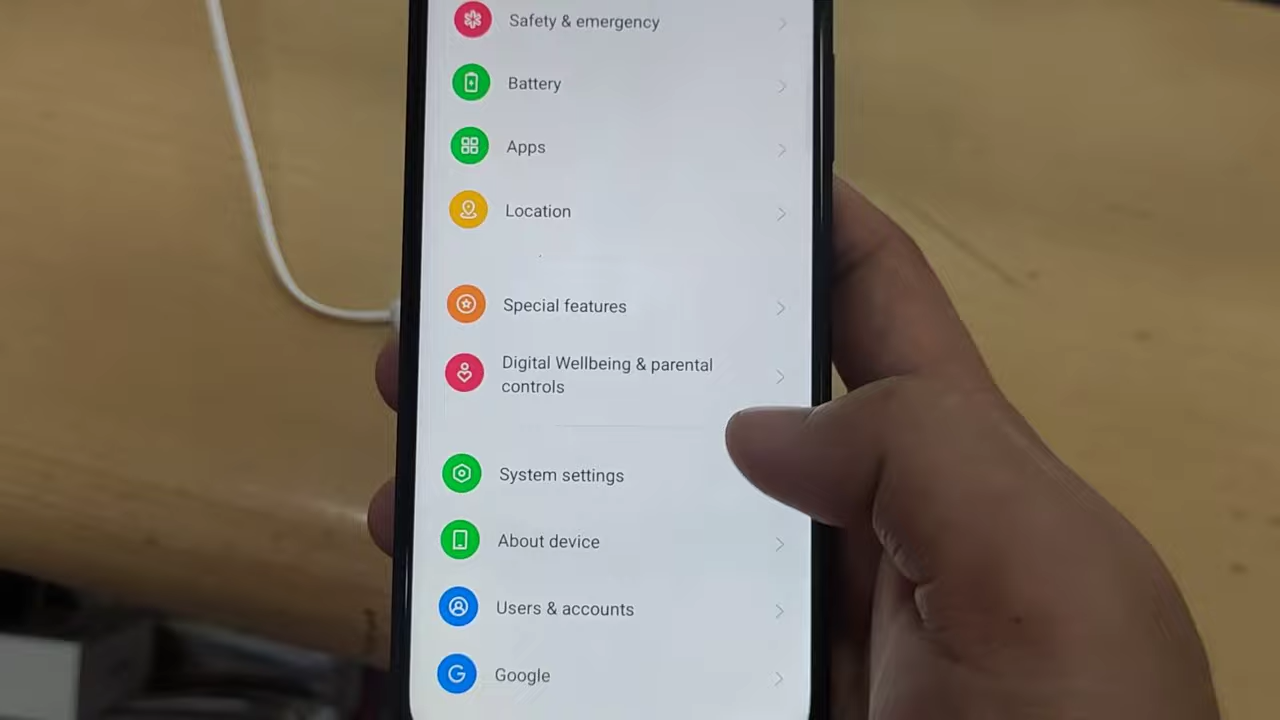 Safety & emergency
Battery
Apps
Location
Special features
Digital Wellbeing & parental
controls
System settings
About device
Users & accounts
Google